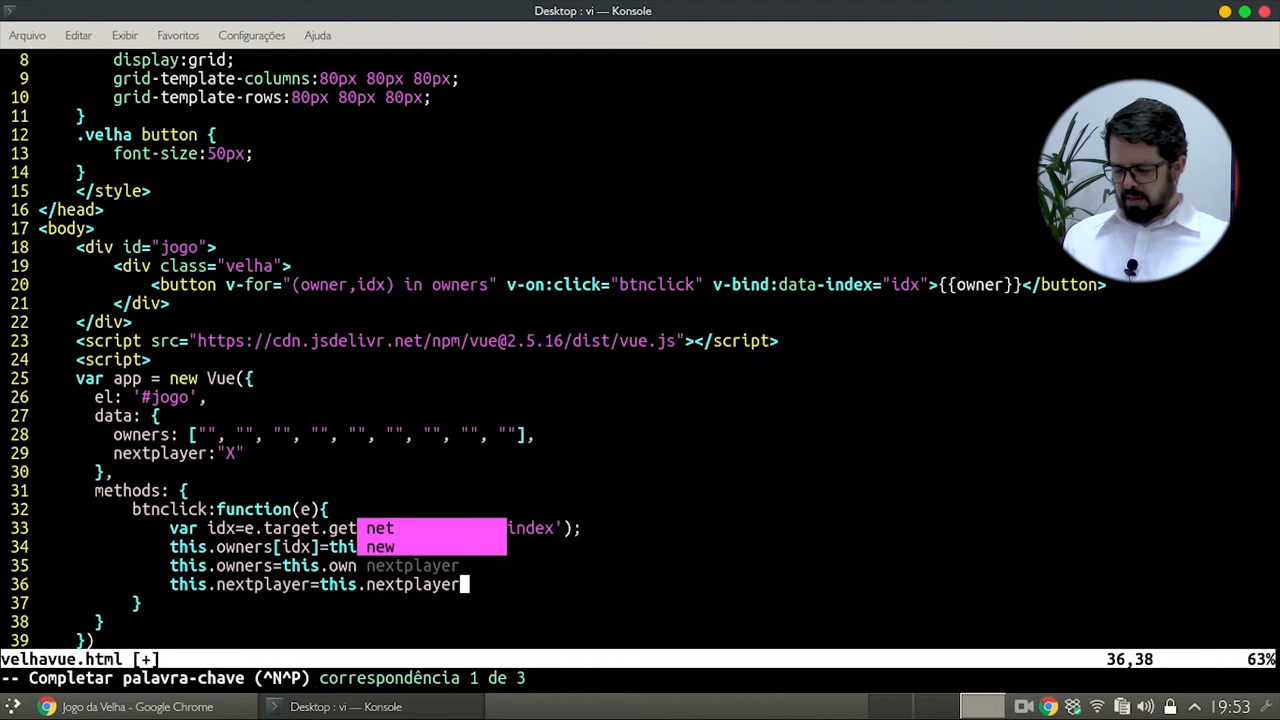 Desktop : vi — Konsole
Arquivo Editar Exibir Favoritos Configurações Ajuda
8 display:grid;
9 grid-template-columns:80px 80px 80px;
10 grid-template-rows:80px 80px 80px;
11 }
12 .velha button {
13 font-size:50px;
14 }
15 </style>
16 </head>
17 <body>
18 <div id="jogo">
19 <div class="velha">
20 <button v-for="(owner,idx) in owners" v-on:click="btnclick" v-bind:data-index="idx">{{owner}}</button>
21 </div>
22 </div>
23 <script src="https://cdn.jsdelivr.net/npm/vue@2.5.16/dist/vue.js"></script>
24 <script>
25 var app = new Vue({
26 el: '#jogo',
27 data: {
28 owners: ["", "", "", "", "", "", "", "", ""],
29 nextplayer:"X"
30 },
31 methods: {
32 btnclick:function(e){
33 var idx=e.target.get net index');
34 this.owners[idx]=thi new
35 this.owners=this.own nextplayer
36 this.nextplayer=this.nextplayer
37 }
38 }
39 })
velhavue.html [+] 36,38 63%
-- Completar palavra-chave (^N^P) correspondência 1 de 3
Jogo da Velha - Google Chrome Desktop : vi — Konsole 19:53